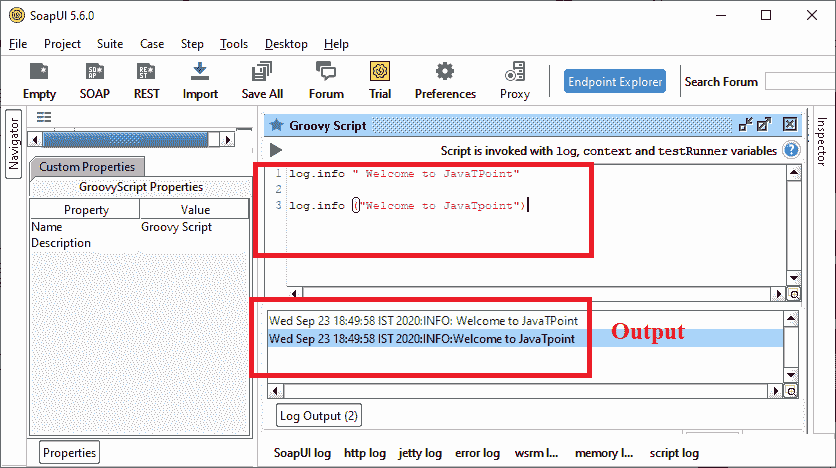 SoapUI 5.6.0
File Project Suite Case Step Tools Desktop Help
SO AP
RE ST
Empty SOAP REST Import Save All Forum Trial Preferences Proxy
Endpoint Explorer
Search Forum
Navigator
Inspector
Groovy Script
Script is invoked with log, context and testRunner variables
Custom Properties
GroovyScript Properties
Property Value
Name Groovy Script
Description
1 log.info " Welcome to JavaTPoint"
2
3 log.info ("Welcome to JavaTpoint")
Wed Sep 23 18:49:58 IST 2020:INFO: Welcome to JavaTPoint
Wed Sep 23 18:49:58 IST 2020:INFO:Welcome to JavaTpoint
Output
Log Output (2)
Properties
SoapUI log http log jetty log error log wsrm l... memory l... script log